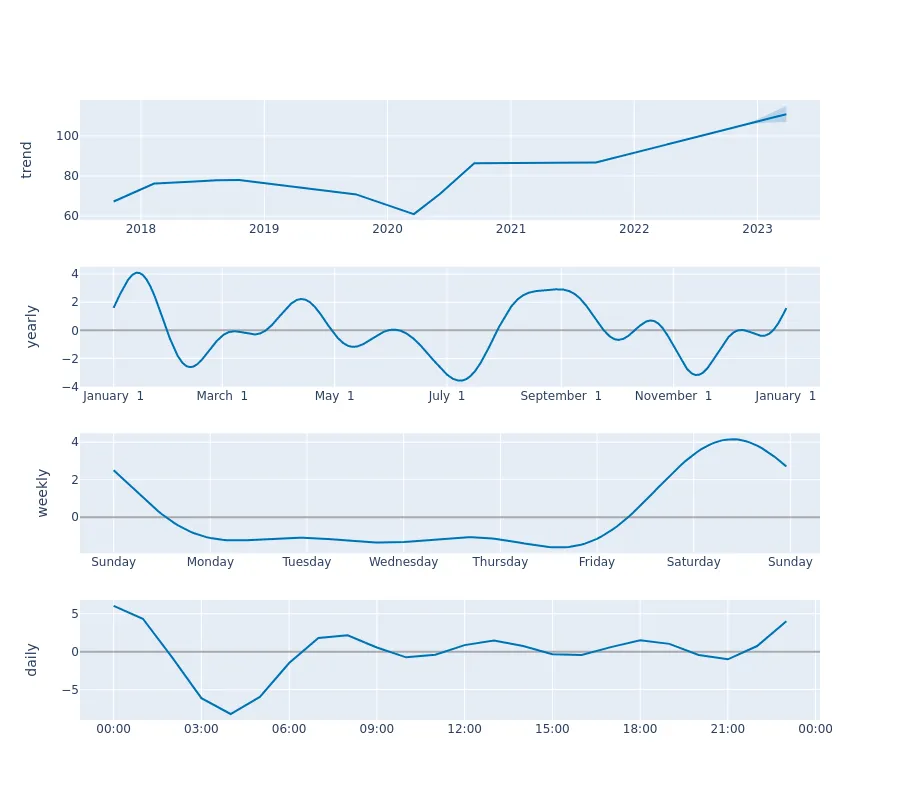 trend
100
80
60
2018 2019 2020 2021 2022 2023
yearly
4
2
0
−2
−4
January 1 March 1 May 1 July 1 September 1 November 1 January 1
weekly
4
2
0
Sunday Monday Tuesday Wednesday Thursday Friday Saturday Sunday
daily
5
0
−5
00:00 03:00 06:00 09:00 12:00 15:00 18:00 21:00 00:00